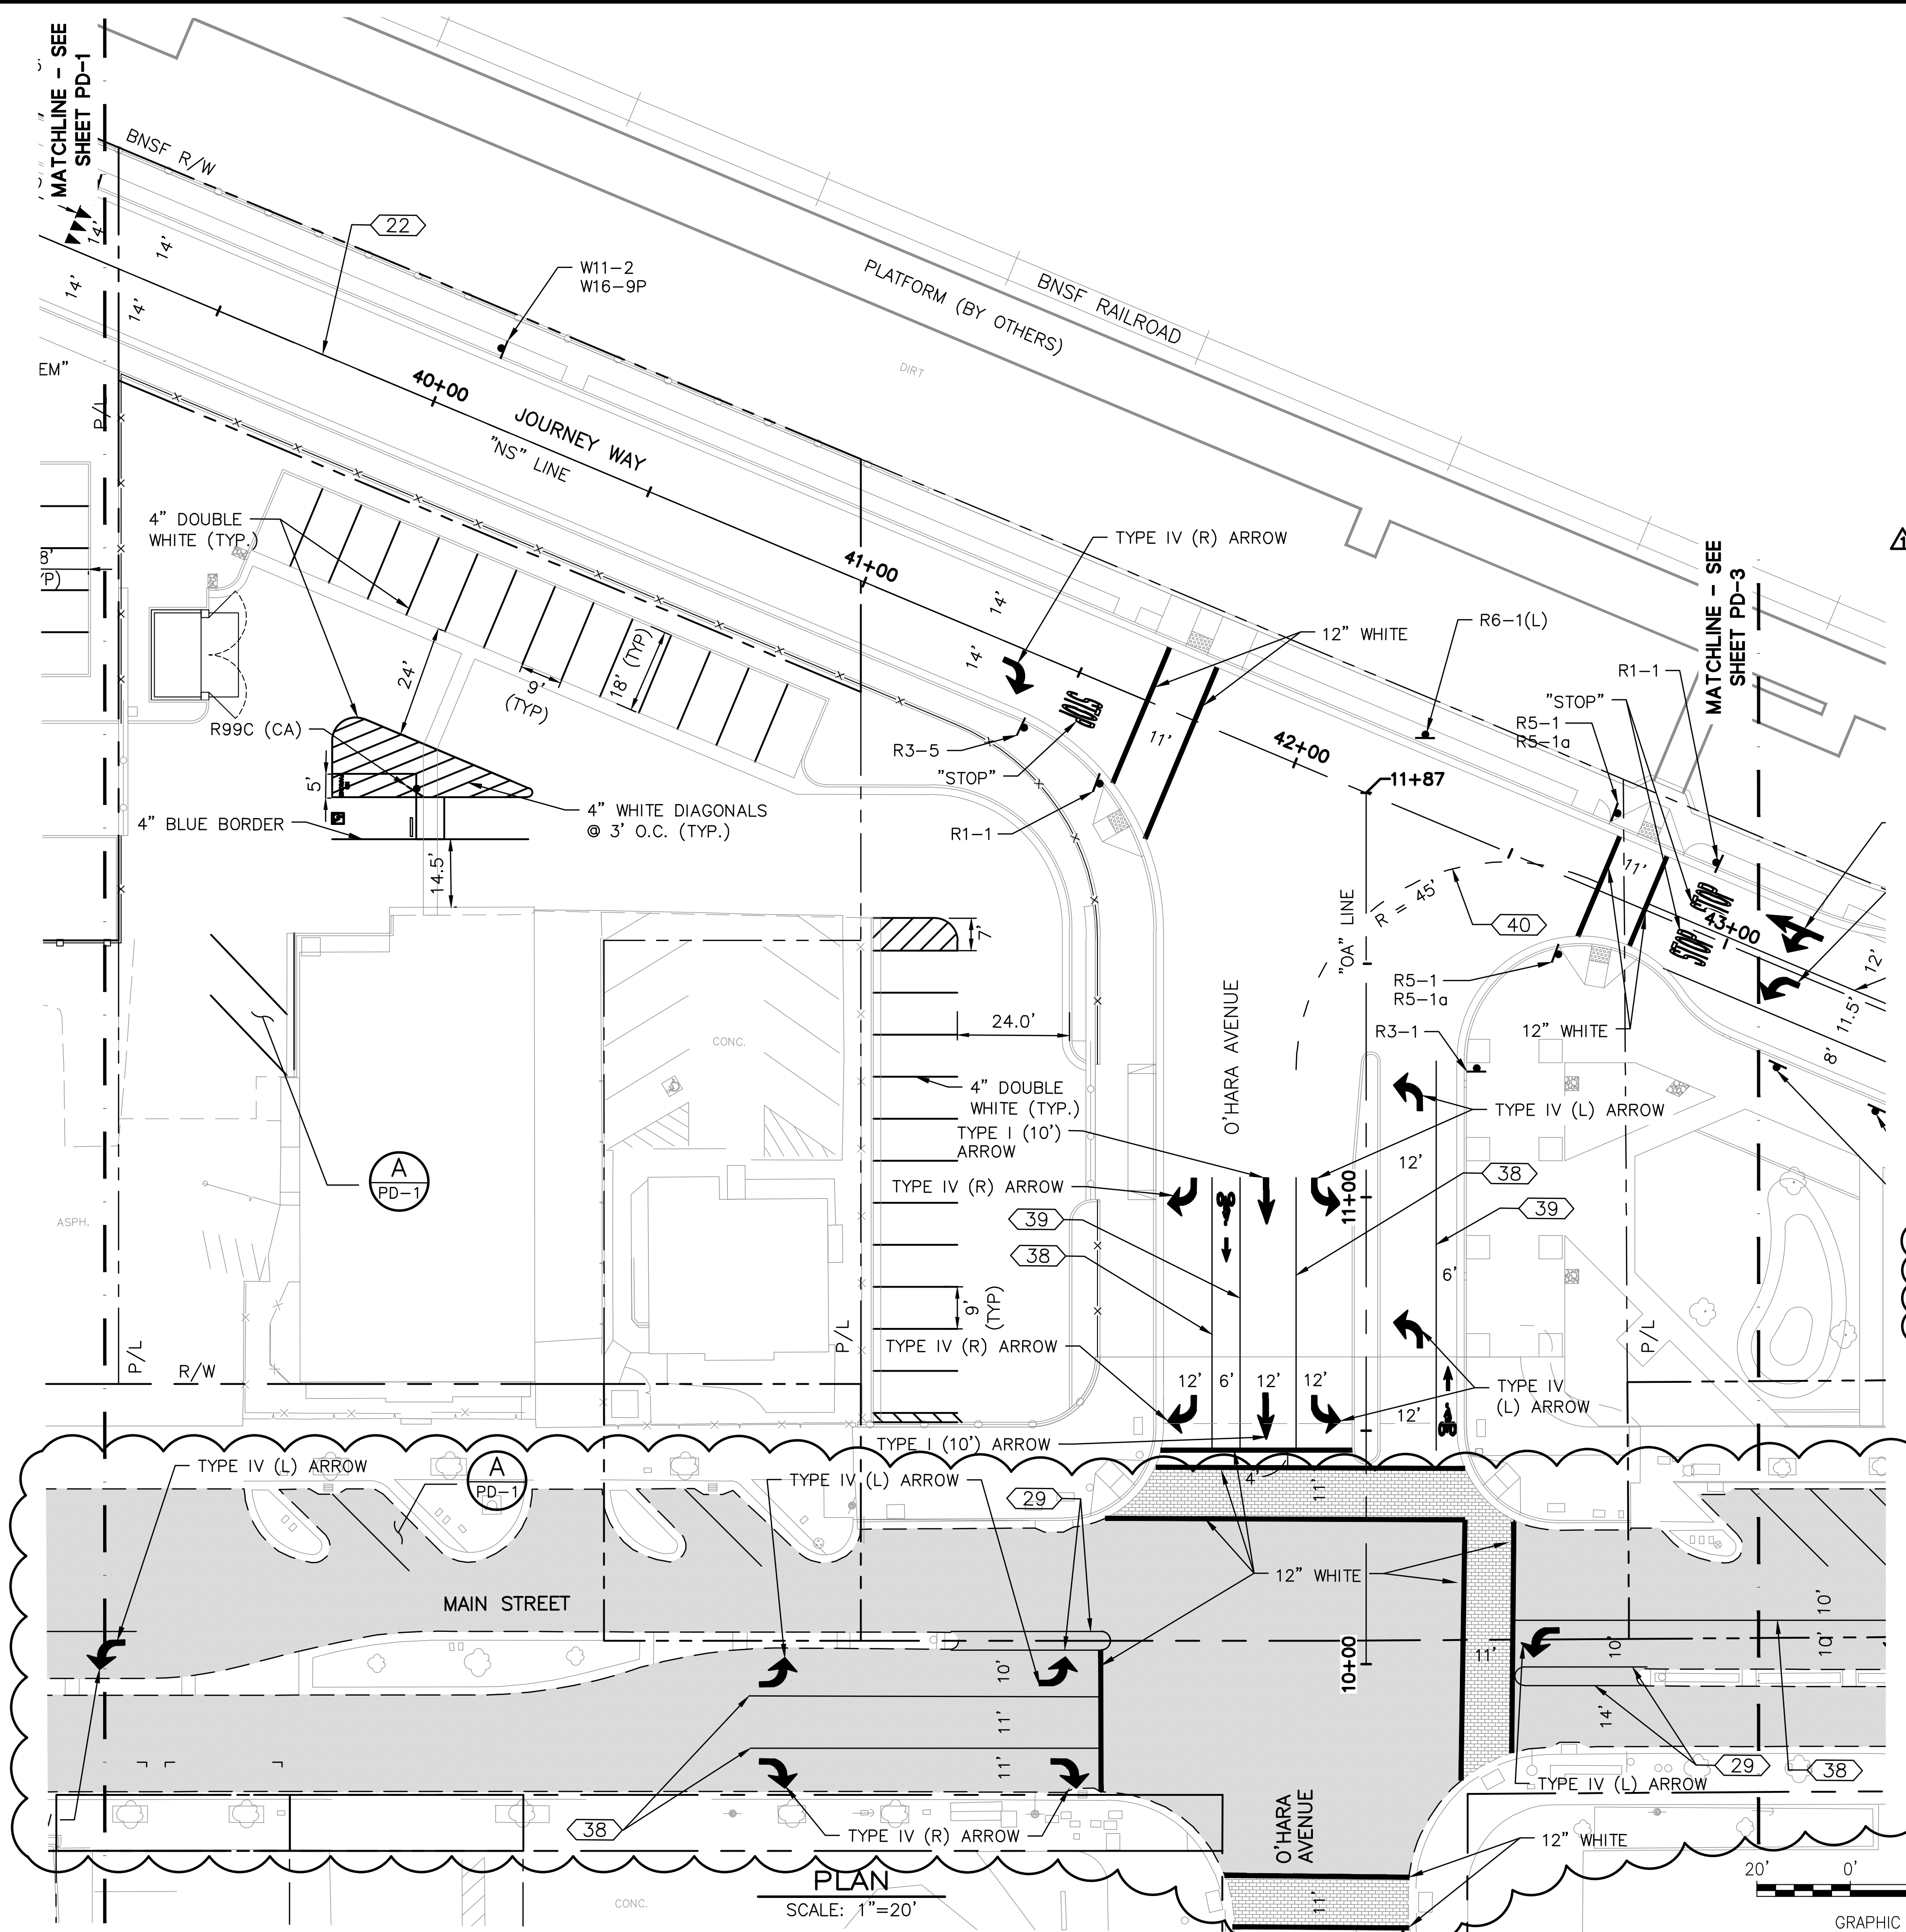 MATCHLINE - SEE
SHEET PD-1
BNSF R/W
14'
14'
14'
14'
22
W11-2
W16-9P
PLATFORM (BY OTHERS)
BNSF RAILROAD
DIRT
EM"
P/L
40+00
JOURNEY WAY
"NS" LINE
4" DOUBLE
WHITE (TYP.)
8'
YP)
41+00
TYPE IV (R) ARROW
14'
14'
12" WHITE
R6-1(L)
MATCHLINE - SEE
SHEET PD-3
1
R1-1
"STOP"
R5-1
R5-1a
24'
9'
(TYP)
18' (TYP)
R99C (CA)
5'
4" BLUE BORDER
4" WHITE DIAGONALS
@ 3' O.C. (TYP.)
14.5'
R3-5
"STOP"
STOP
R1-1
11'
42+00
11+87
11'
STOP
STOP
43+00
12'
11.5'
8'
"OA" LINE
R = 45'
40
R5-1
R5-1a
R3-1
12" WHITE
7'
24.0'
CONC.
O'HARA AVENUE
4" DOUBLE
WHITE (TYP.)
TYPE I (10')
ARROW
TYPE IV (R) ARROW
TYPE IV (L) ARROW
12'
38
39
39
38
11+00
6'
A
PD-1
ASPH.
9'
(TYP)
TYPE IV (R) ARROW
P/L
R/W
P/L
P/L
12'
6'
12'
12'
12'
TYPE IV
(L) ARROW
TYPE I (10') ARROW
4'
11'
TYPE IV (L) ARROW
A
PD-1
TYPE IV (L) ARROW
29
12" WHITE
MAIN STREET
10'
11'
11'
10+00
11'
10'
10'
10'
14'
29
38
TYPE IV (L) ARROW
38
TYPE IV (R) ARROW
O'HARA
AVENUE
12" WHITE
11'
PLAN
SCALE: 1"=20'
CONC.
20'
0'
GRAPHIC